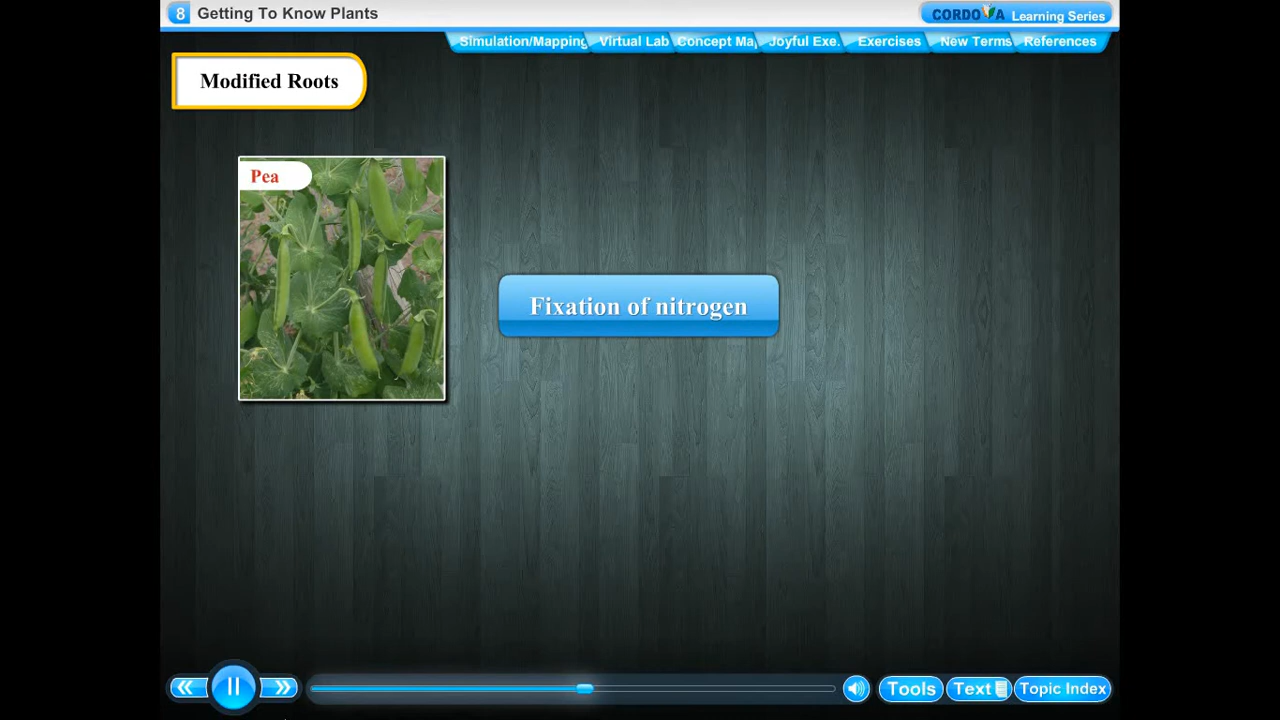 8 Getting To Know Plants
CORDOVA Learning Series
Simulation/Mapping Virtual Lab Concept Ma Joyful Exe. Exercises New Terms References
Modified Roots
Pea
Fixation of nitrogen
Tools Text Topic Index